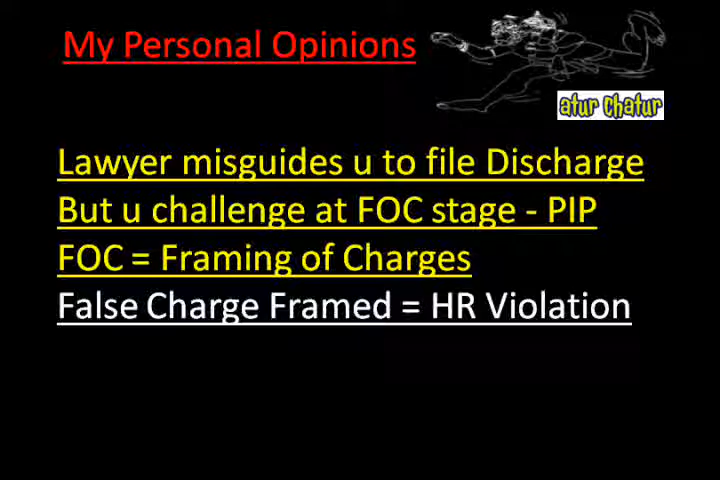 My Personal Opinions
atur chatur
Lawyer misguides u to file Discharge
But u challenge at FOC stage - PIP
FOC = Framing of Charges
False Charge Framed = HR Violation